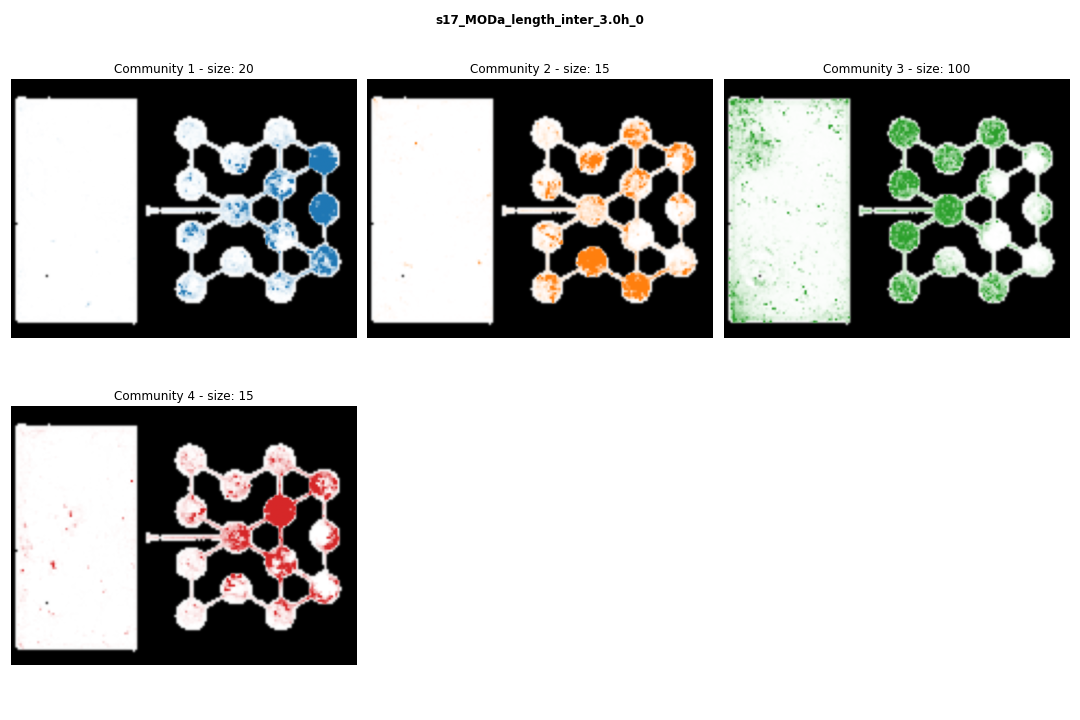 s17_MODa_length_inter_3.0h_0
Community 1 - size: 20
Community 2 - size: 15
Community 3 - size: 100
Community 4 - size: 15